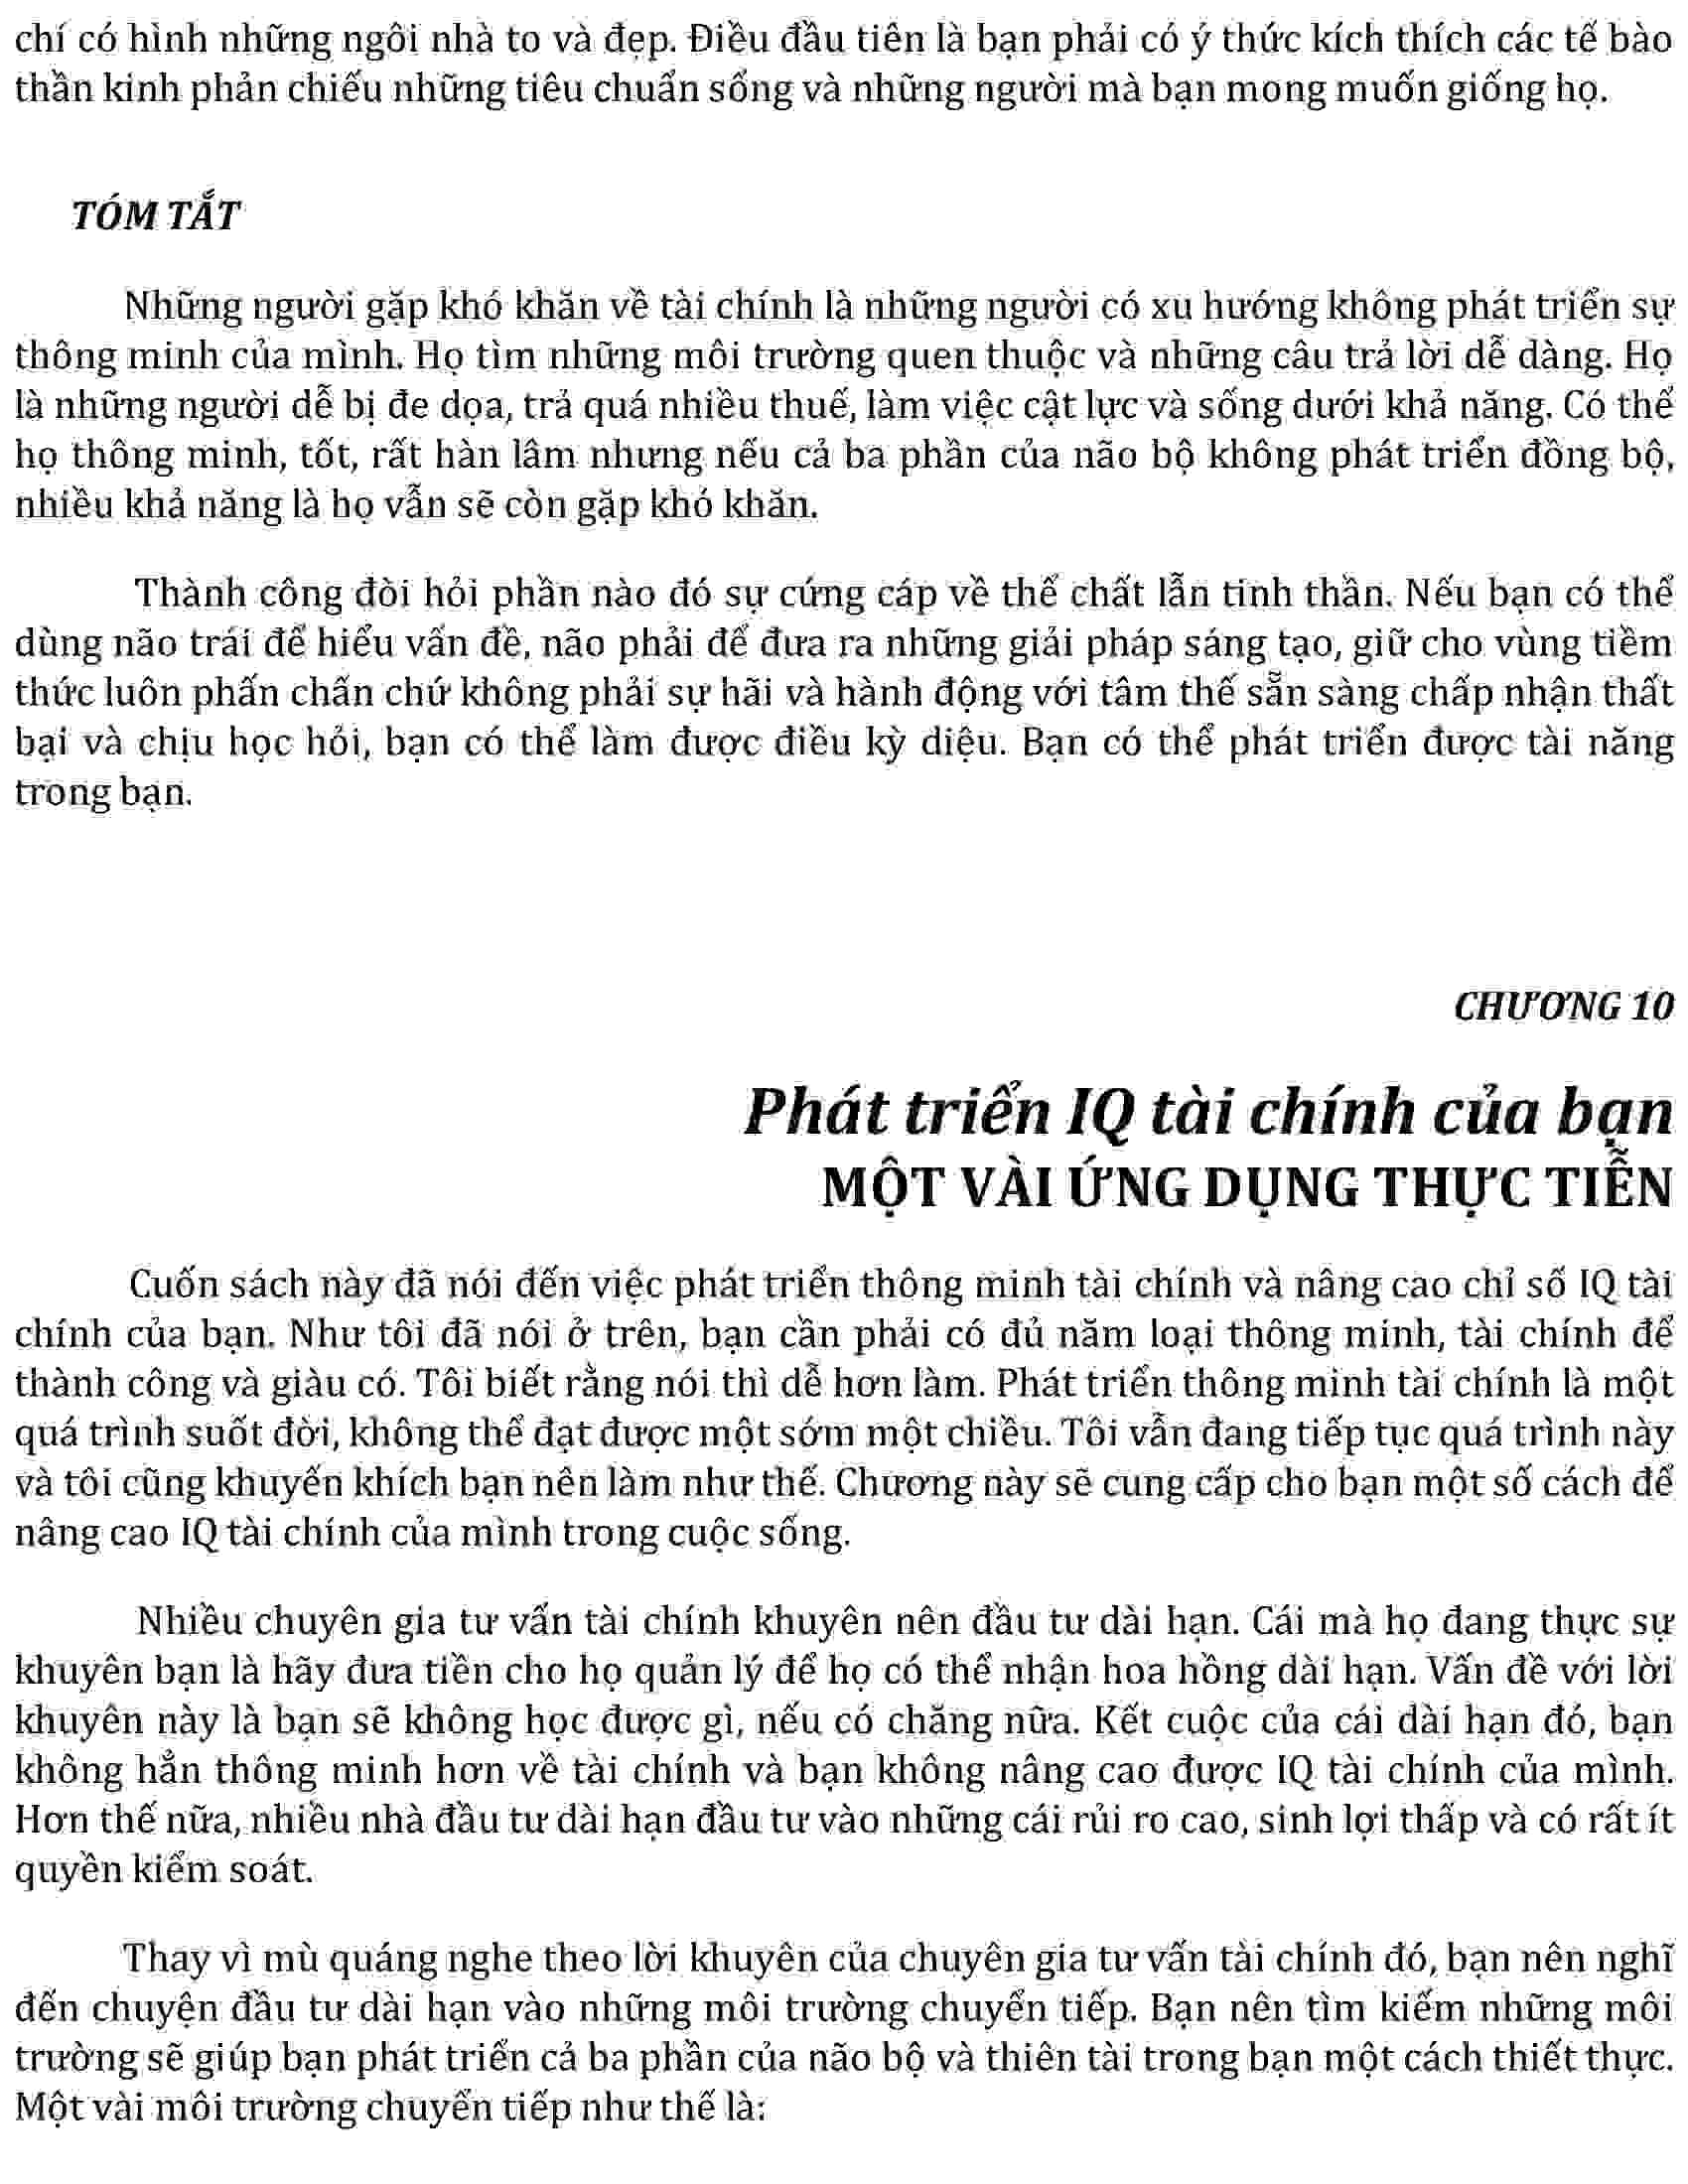 chí có hình những ngôi nhà to và đẹp. Điều đầu tiên là bạn phải có ý thức kích thích các tế bào
thần kinh phản chiếu những tiêu chuẩn sống và những người mà bạn mong muốn giống họ.
TÓM TẮT
Những người gặp khó khăn về tài chính là những người có xu hướng không phát triển sự
thông minh của mình. Họ tìm những môi trường quen thuộc và những câu trả lời dễ dàng. Họ
là những người dễ bị đe dọa, trả quá nhiều thuế, làm việc cật lực và sống dưới khả năng. Có thể
họ thông minh, tốt, rất hàn lâm nhưng nếu cả ba phần của não bộ không phát triển đồng bộ,
nhiều khả năng là họ vẫn sẽ còn gặp khó khăn.
Thành công đòi hỏi phần nào đó sự cứng cáp về thể chất lẫn tinh thần. Nếu bạn có thể
dùng não trái để hiểu vấn đề, não phải để đưa ra những giải pháp sáng tạo, giữ cho vùng tiềm
thức luôn phấn chấn chứ không phải sự hãi và hành động với tâm thế sẵn sàng chấp nhận thất
bại và chịu học hỏi, bạn có thể làm được điều kỳ diệu. Bạn có thể phát triển được tài năng
trong bạn.
CHƯƠNG 10
Phát triển IQ tài chính của bạn
MỘT VÀI ỨNG DỤNG THỰC TIỄN
Cuốn sách này đã nói đến việc phát triển thông minh tài chính và nâng cao chỉ số IQ tài
chính của bạn. Như tôi đã nói ở trên, bạn cần phải có đủ năm loại thông minh, tài chính để
thành công và giàu có. Tôi biết rằng nói thì dễ hơn làm. Phát triển thông minh tài chính là một
quá trình suốt đời, không thể đạt được một sớm một chiều. Tôi vẫn đang tiếp tục quá trình này
và tôi cũng khuyến khích bạn nên làm như thế. Chương này sẽ cung cấp cho bạn một số cách để
nâng cao IQ tài chính của mình trong cuộc sống.
Nhiều chuyên gia tư vấn tài chính khuyên nên đầu tư dài hạn. Cái mà họ đang thực sự
khuyên bạn là hãy đưa tiền cho họ quản lý để họ có thể nhận hoa hồng dài hạn. Vấn đề với lời
khuyên này là bạn sẽ không học được gì, nếu có chăng nữa. Kết cuộc của cái dài hạn đó, bạn
không hẳn thông minh hơn về tài chính và bạn không nâng cao được IQ tài chính của mình.
Hơn thế nữa, nhiều nhà đầu tư dài hạn đầu tư vào những cái rủi ro cao, sinh lợi thấp và có rất ít
quyền kiểm soát.
Thay vì mù quáng nghe theo lời khuyên của chuyên gia tư vấn tài chính đó, bạn nên nghĩ
đến chuyện đầu tư dài hạn vào những môi trường chuyển tiếp. Bạn nên tìm kiếm những môi
trường sẽ giúp bạn phát triển cả ba phần của não bộ và thiên tài trong bạn một cách thiết thực.
Một vài môi trường chuyển tiếp như thế là: